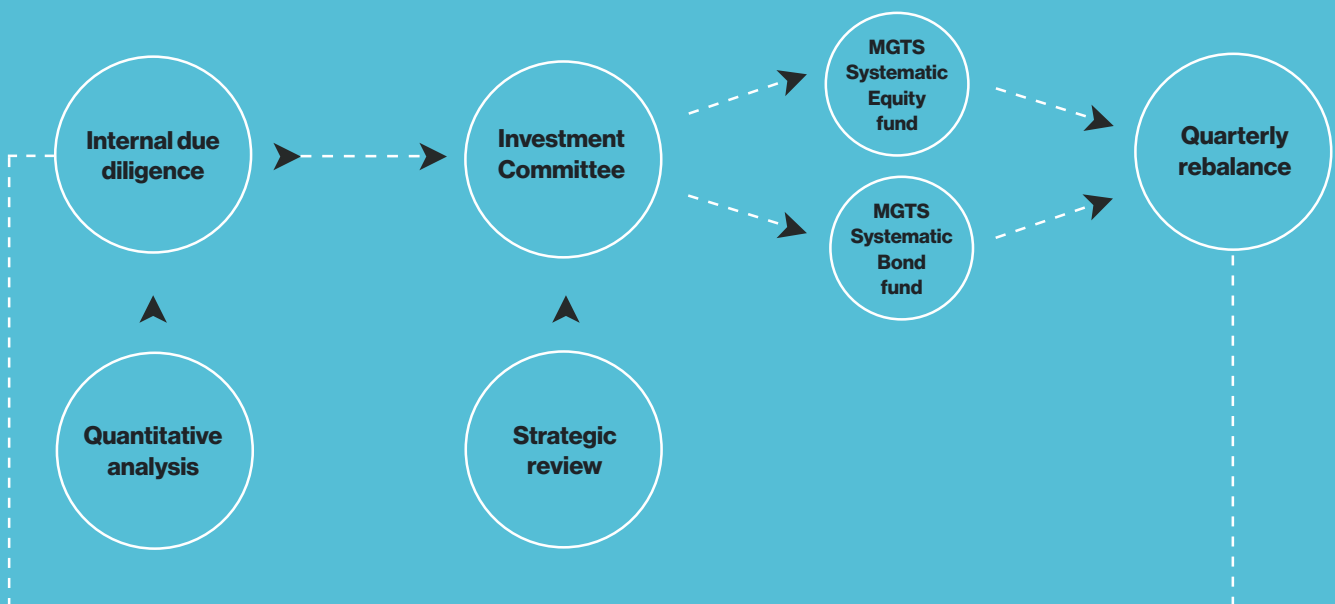 Internal due
diligence
Investment
Committee
MGTS
Systematic
Equity
fund
MGTS
Systematic
Bond
fund
Quarterly
rebalance
Quantitative
analysis
Strategic
review